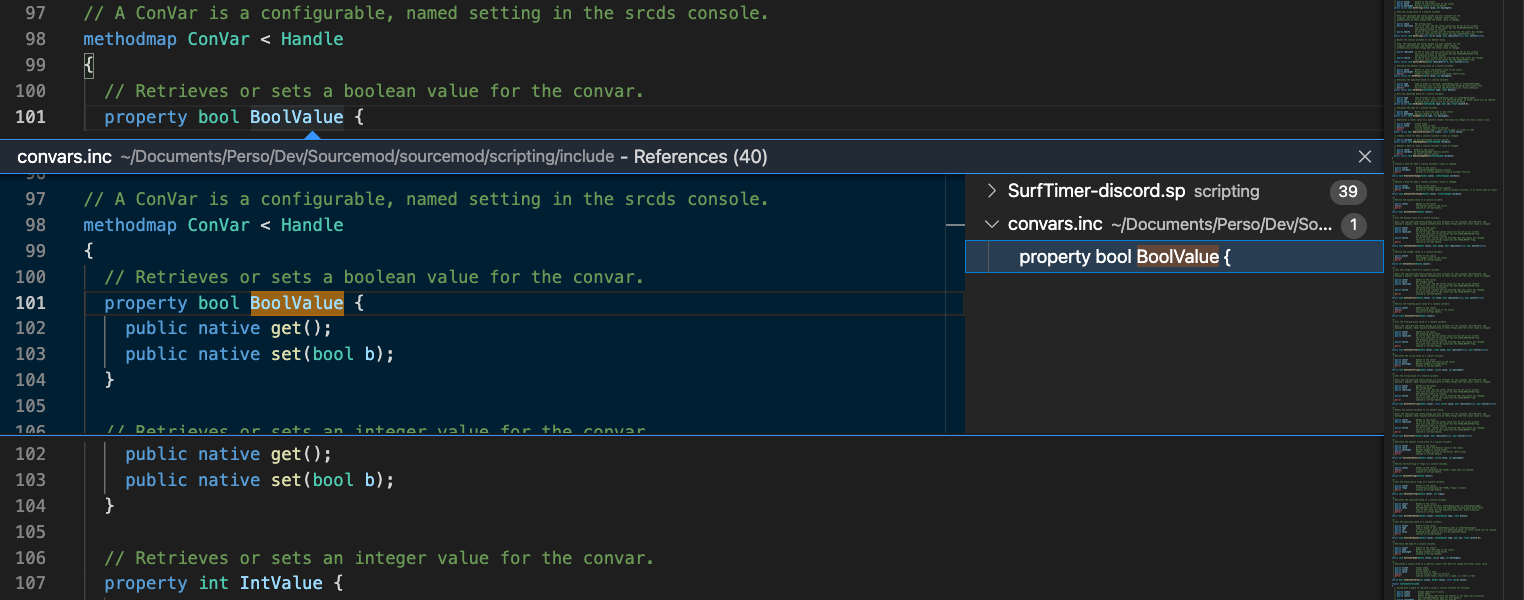 97 // A ConVar is a configurable, named setting in the srcds console.
98 methodmap ConVar < Handle
99 {
100 // Retrieves or sets a boolean value for the convar.
101 property bool BoolValue {
convars.inc ~/Documents/Perso/Dev/Sourcemod/sourcemod/scripting/include – References (40)
97 // A ConVar is a configurable, named setting in the srcds console.
98 methodmap ConVar < Handle
99 {
100 // Retrieves or sets a boolean value for the convar.
101 property bool BoolValue {
102 public native get();
103 public native set(bool b);
104 }
105
106 // Retrieves or sets an integer value for the convar.
SurfTimer-discord.sp scripting 39
convars.inc ~/Documents/Perso/Dev/So... 1
property bool BoolValue {
102 public native get();
103 public native set(bool b);
104 }
105
106 // Retrieves or sets an integer value for the convar.
107 property int IntValue {